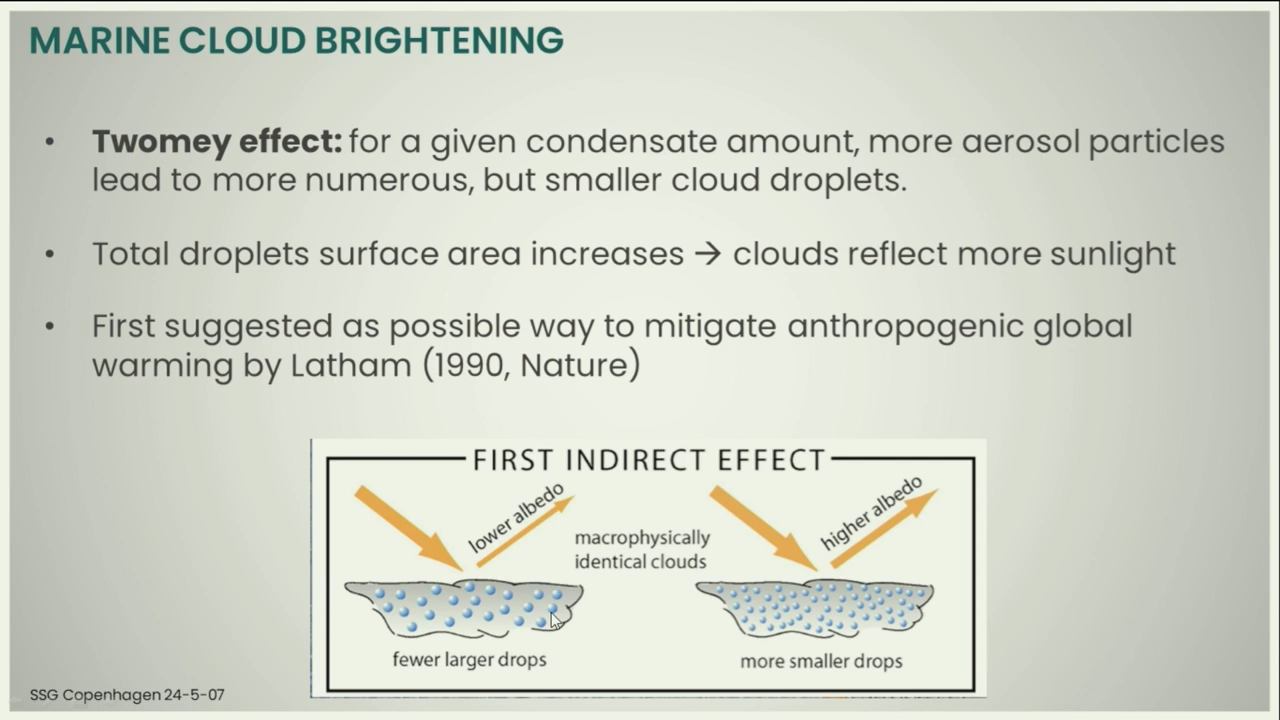 MARINE CLOUD BRIGHTENING
• Twomey effect: for a given condensate amount, more aerosol particles
lead to more numerous, but smaller cloud droplets.
• Total droplets surface area increases → clouds reflect more sunlight
• First suggested as possible way to mitigate anthropogenic global
warming by Latham (1990, Nature)
FIRST INDIRECT EFFECT
lower albedo
macrophysically
identical clouds
higher albedo
fewer larger drops
more smaller drops
SSG Copenhagen 24-5-07